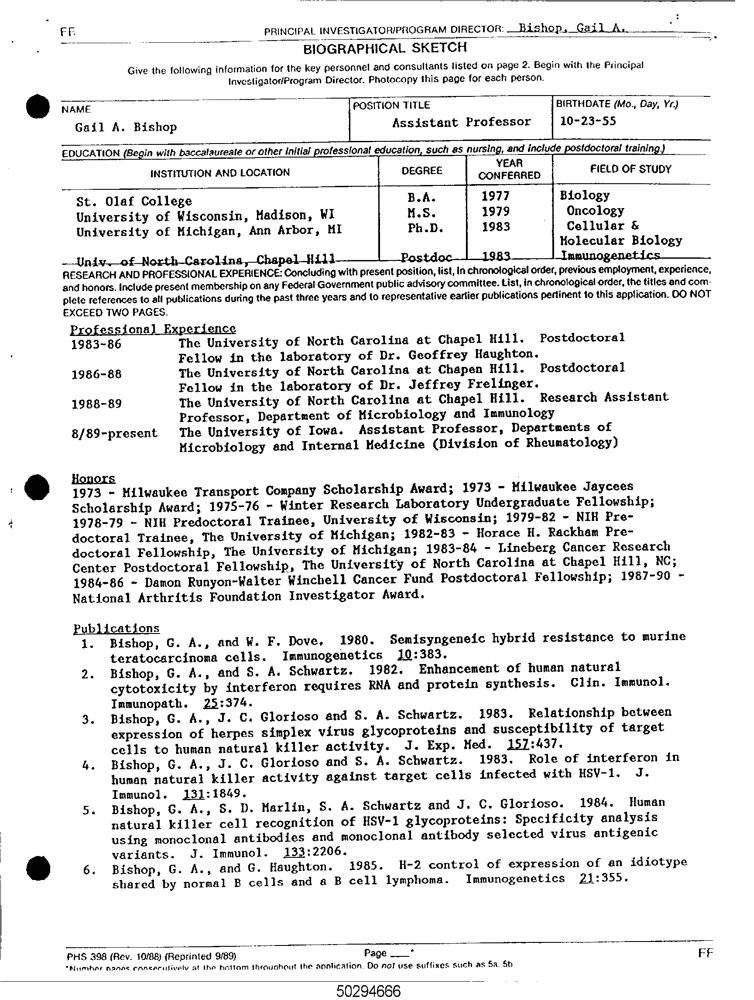 FF
PRINCIPAL INVESTIGATOR/PROGRAM DIRECTOR: Bishop, Gail A.
BIOGRAPHICAL SKETCH
Give the following information for the key personnel and consultants listed on page 2. Begin with the Principal
Investigator/Program Director. Photocopy this page for each person.
NAME
Gail A. Bishop
POSITION TITLE
Assistant Professor
BIRTHDATE (Mo., Day, Yr.)
10-23-55
EDUCATION (Begin with baccalaureate or other initial professional education, such as nursing, and include postdoctoral training.)
INSTITUTION AND LOCATION DEGREE YEAR CONFERRED FIELD OF STUDY
St. Olaf College B.A. 1977 Biology
University of Wisconsin, Madison, WI M.S. 1979 Oncology
University of Michigan, Ann Arbor, MI Ph.D. 1983 Cellular &
Molecular Biology
Univ. of North Carolina, Chapel Hill Postdoc 1983 Immunogenetics
RESEARCH AND PROFESSIONAL EXPERIENCE: Concluding with present position, list, in chronological order, previous employment, experience,
and honors. Include present membership on any Federal Government public advisory committee. List, in chronological order, the titles and com-
plete references to all publications during the past three years and to representative earlier publications pertinent to this application. DO NOT
EXCEED TWO PAGES.
Professional Experience
1983-86 The University of North Carolina at Chapel Hill. Postdoctoral
Fellow in the laboratory of Dr. Geoffrey Haughton.
1986-88 The University of North Carolina at Chapen Hill. Postdoctoral
Fellow in the laboratory of Dr. Jeffrey Frelinger.
1988-89 The University of North Carolina at Chapel Hill. Research Assistant
Professor, Department of Microbiology and Immunology
8/89-present The University of Iowa. Assistant Professor, Departments of
Microbiology and Internal Medicine (Division of Rheumatology)
Honors
1973 - Milwaukee Transport Company Scholarship Award; 1973 - Milwaukee Jaycees
Scholarship Award; 1975-76 - Winter Research Laboratory Undergraduate Fellowship;
1978-79 - NIH Predoctoral Trainee, University of Wisconsin; 1979-82 - NIH Pre-
doctoral Trainee, The University of Michigan; 1982-83 - Horace H. Rackham Pre-
doctoral Fellowship, The University of Michigan; 1983-84 - Lineberg Cancer Research
Center Postdoctoral Fellowship, The University of North Carolina at Chapel Hill, NC;
1984-86 - Damon Runyon-Walter Winchell Cancer Fund Postdoctoral Fellowship; 1987-90 -
National Arthritis Foundation Investigator Award.
Publications
1. Bishop, G. A., and W. F. Dove. 1980. Semisyngeneic hybrid resistance to murine
teratocarcinoma cells. Immunogenetics 10:383.
2. Bishop, G. A., and S. A. Schwartz. 1982. Enhancement of human natural
cytotoxicity by interferon requires RNA and protein synthesis. Clin. Immunol.
Immunopath. 25:374.
3. Bishop, G. A., J. C. Glorioso and S. A. Schwartz. 1983. Relationship between
expression of herpes simplex virus glycoproteins and susceptibility of target
cells to human natural killer activity. J. Exp. Med. 157:437.
4. Bishop, G. A., J. C. Glorioso and S. A. Schwartz. 1983. Role of interferon in
human natural killer activity against target cells infected with HSV-1. J.
Immunol. 131:1849.
5. Bishop, G. A., S. D. Marlin, S. A. Schwartz and J. C. Glorioso. 1984. Human
natural killer cell recognition of HSV-1 glycoproteins: Specificity analysis
using monoclonal antibodies and monoclonal antibody selected virus antigenic
variants. J. Immunol. 133:2206.
6. Bishop, G. A., and G. Haughton. 1985. H-2 control of expression of an idiotype
shared by normal B cells and a B cell lymphoma. Immunogenetics 21:355.
PHS 398 (Rev. 10/88) (Reprinted 9/89) Page ___* FF
*Number pages consecutively at the bottom throughout the application. Do not use suffixes such as 5a, 5b.
50294666